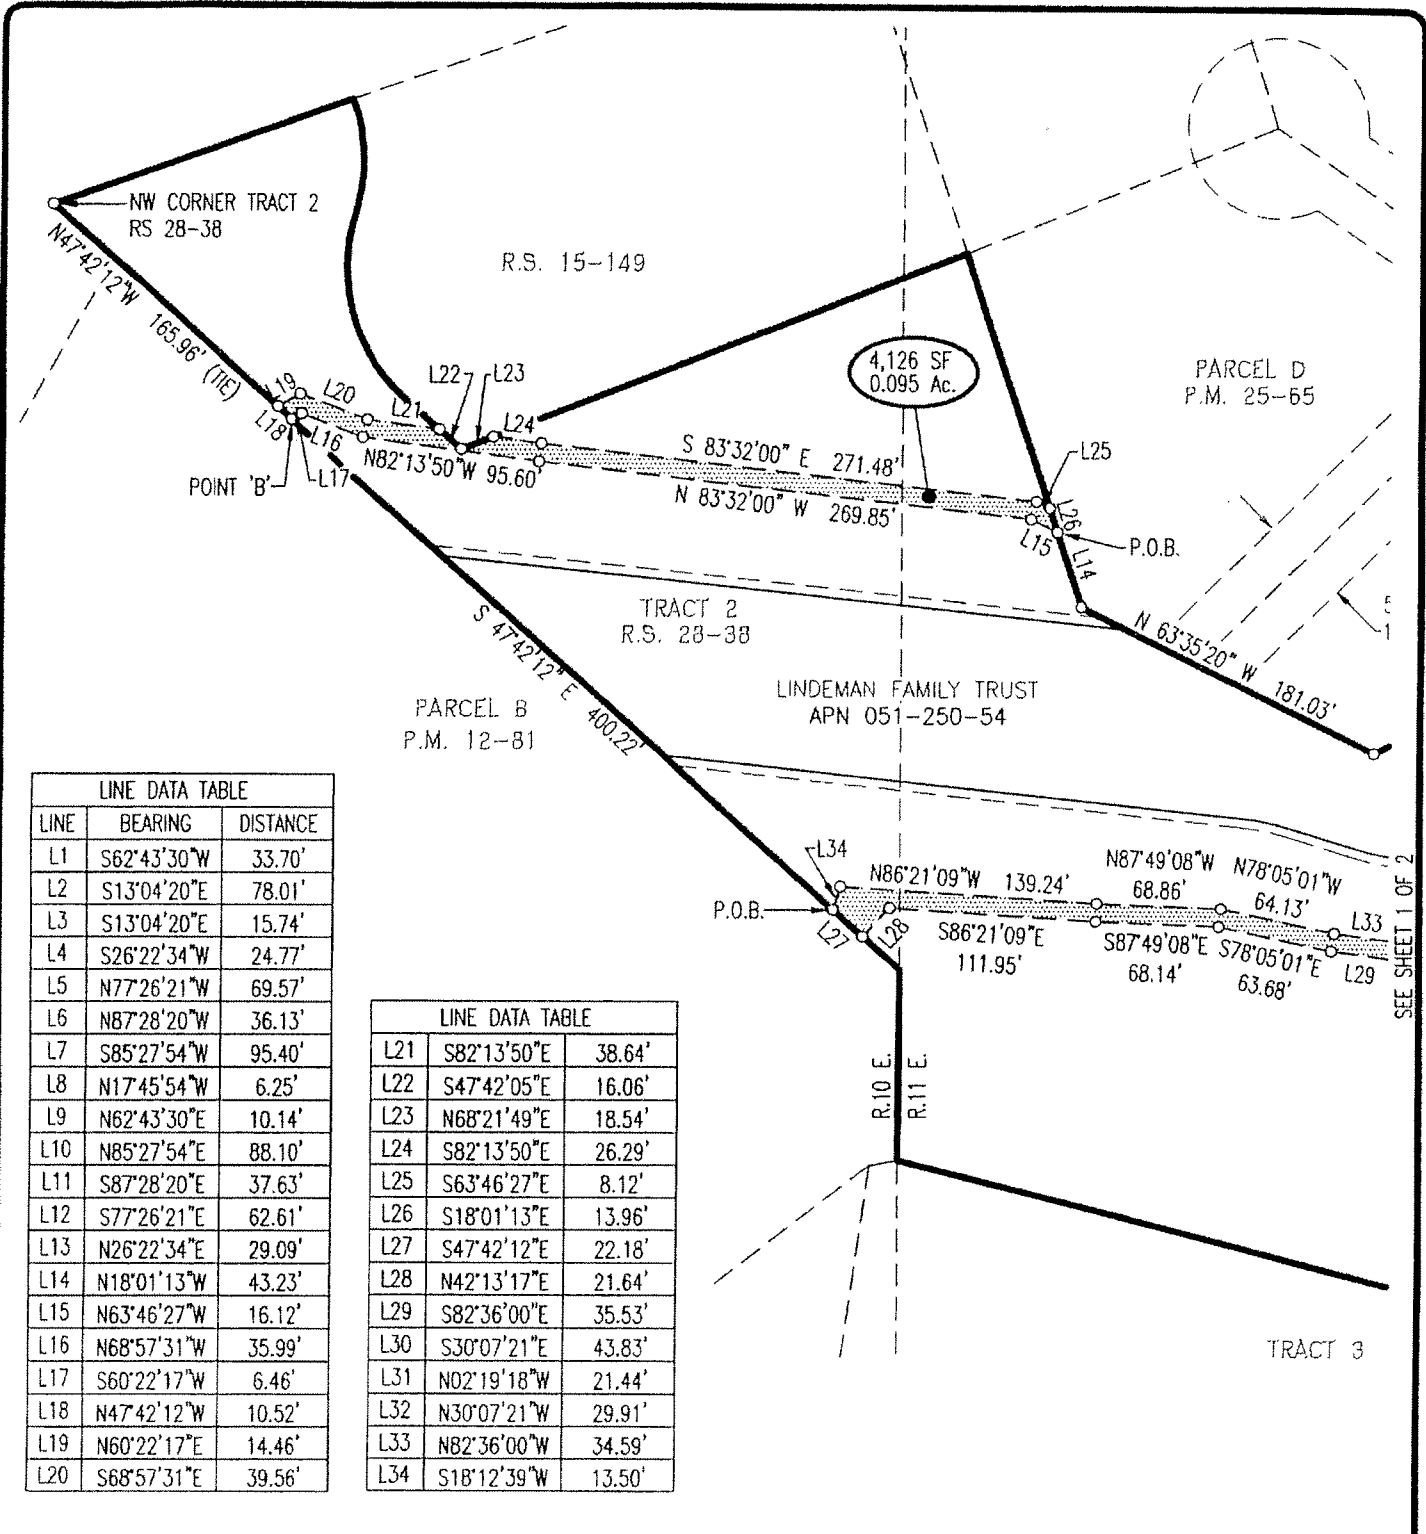 NW CORNER TRACT 2
RS 28-38
N47°42'12"W 165.96' (TIE)
R.S. 15-149
4,126 SF
0.095 Ac.
PARCEL D
P.M. 25-65
L19
L20
L21
L22
L23
L24
L18
L16
L17
POINT 'B'
N82°13'50"W 95.60'
S 83°32'00" E 271.48'
N 83°32'00" W 269.85'
L25
L26
L15
P.O.B.
L14
TRACT 2
R.S. 28-38
N 63°35'20" W 181.03'
S 47°42'12" E 400.22'
LINDEMAN FAMILY TRUST
APN 051-250-54
PARCEL B
P.M. 12-81
5
1
L34
P.O.B.
N86°21'09"W 139.24'
N87°49'08"W
68.86'
N78°05'01"W
64.13'
L33
L27
L28
S86°21'09"E
111.95'
S87°49'08"E
68.14'
S78°05'01"E
63.68'
L29
SEE SHEET 1 OF 2
R.10 E.
R.11 E.
TRACT 3
LINE DATA TABLE
LINE BEARING DISTANCE
L1 S62°43'30"W 33.70'
L2 S13°04'20"E 78.01'
L3 S13°04'20"E 15.74'
L4 S26°22'34"W 24.77'
L5 N77°26'21"W 69.57'
L6 N87°28'20"W 36.13'
L7 S85°27'54"W 95.40'
L8 N17°45'54"W 6.25'
L9 N62°43'30"E 10.14'
L10 N85°27'54"E 88.10'
L11 S87°28'20"E 37.63'
L12 S77°26'21"E 62.61'
L13 N26°22'34"E 29.09'
L14 N18°01'13"W 43.23'
L15 N63°46'27"W 16.12'
L16 N68°57'31"W 35.99'
L17 S60°22'17"W 6.46'
L18 N47°42'12"W 10.52'
L19 N60°22'17"E 14.46'
L20 S68°57'31"E 39.56'
LINE DATA TABLE
L21 S82°13'50"E 38.64'
L22 S47°42'05"E 16.06'
L23 N68°21'49"E 18.54'
L24 S82°13'50"E 26.29'
L25 S63°46'27"E 8.12'
L26 S18°01'13"E 13.96'
L27 S47°42'12"E 22.18'
L28 N42°13'17"E 21.64'
L29 S82°36'00"E 35.53'
L30 S30°07'21"E 43.83'
L31 N02°19'18"W 21.44'
L32 N30°07'21"W 29.91'
L33 N82°36'00"W 34.59'
L34 S18°12'39"W 13.50'